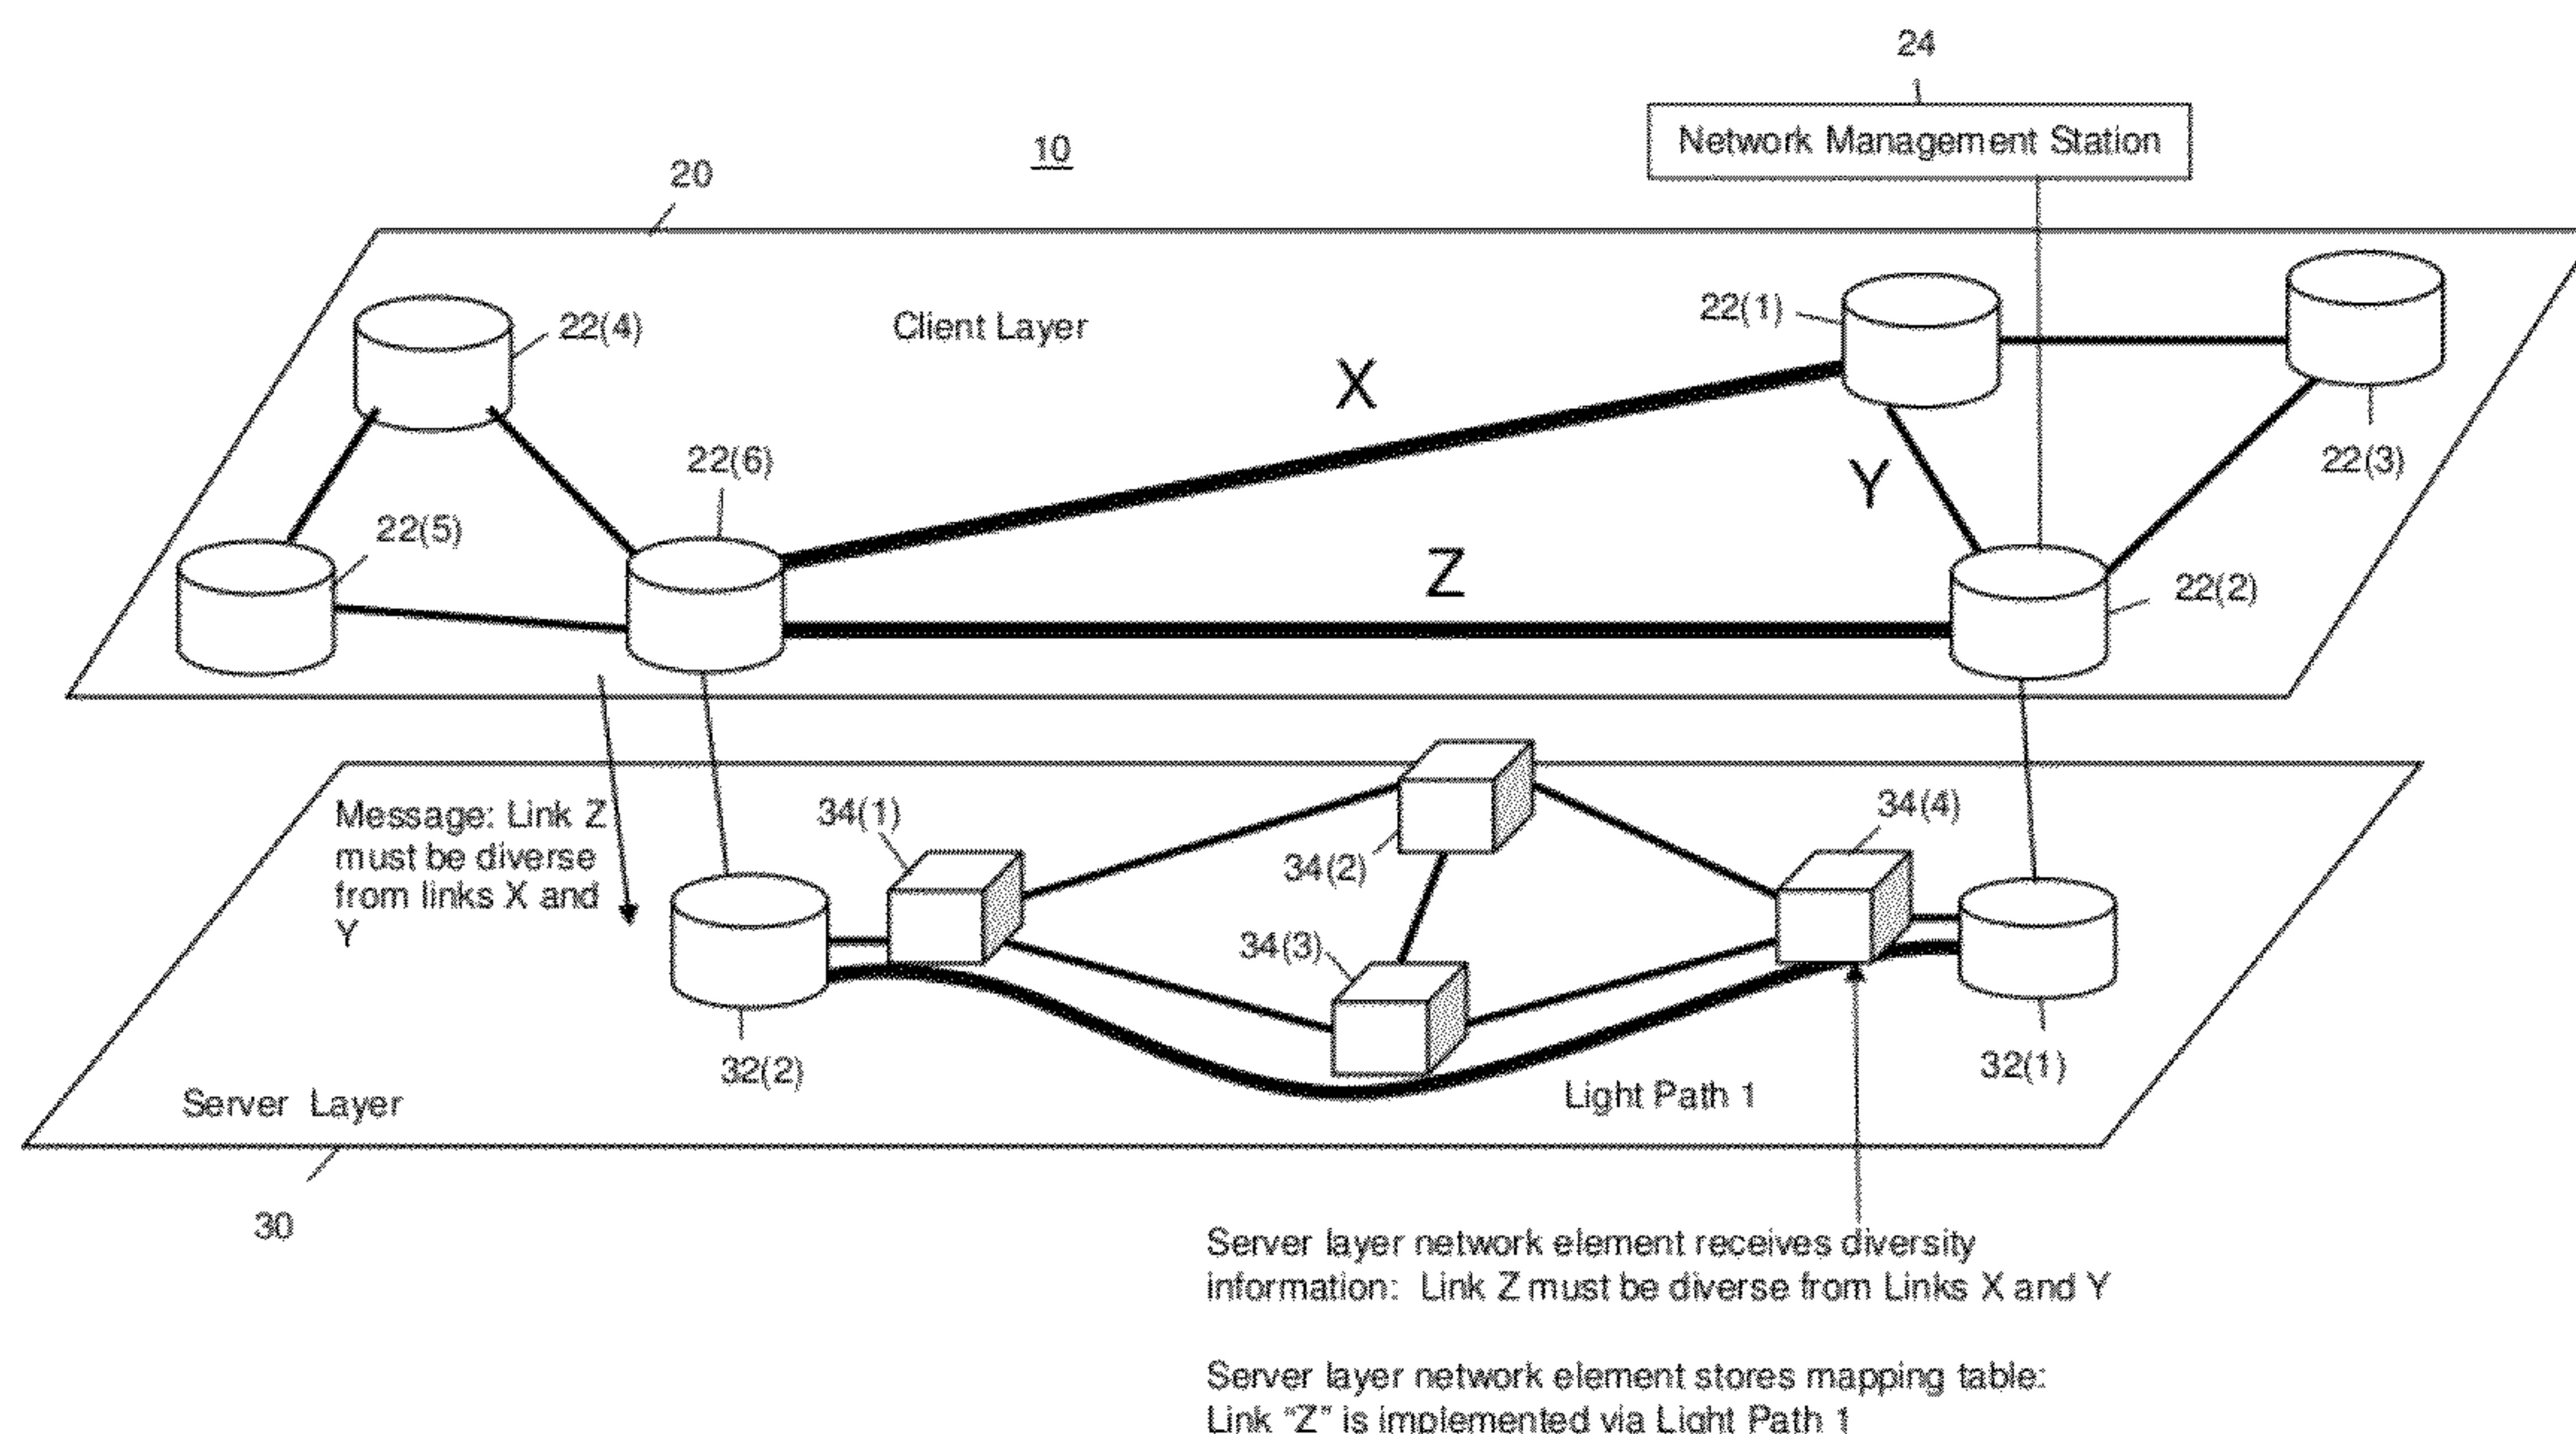 24
Network Management Station
10
20
22(4)
Client Layer
22(1)
X
22(6)
22(3)
Y
22(5)
Z
22(2)
Message: Link Z
must be diverse
from links X and
Y
34(1)
34(4)
34(2)
34(3)
32(2)
32(1)
Light Path 1
Server Layer
30
Server layer network element receives diversity
information: Link Z must be diverse from Links X and Y
Server layer network element stores mapping table:
Link "Z" is implemented via Light Path 1